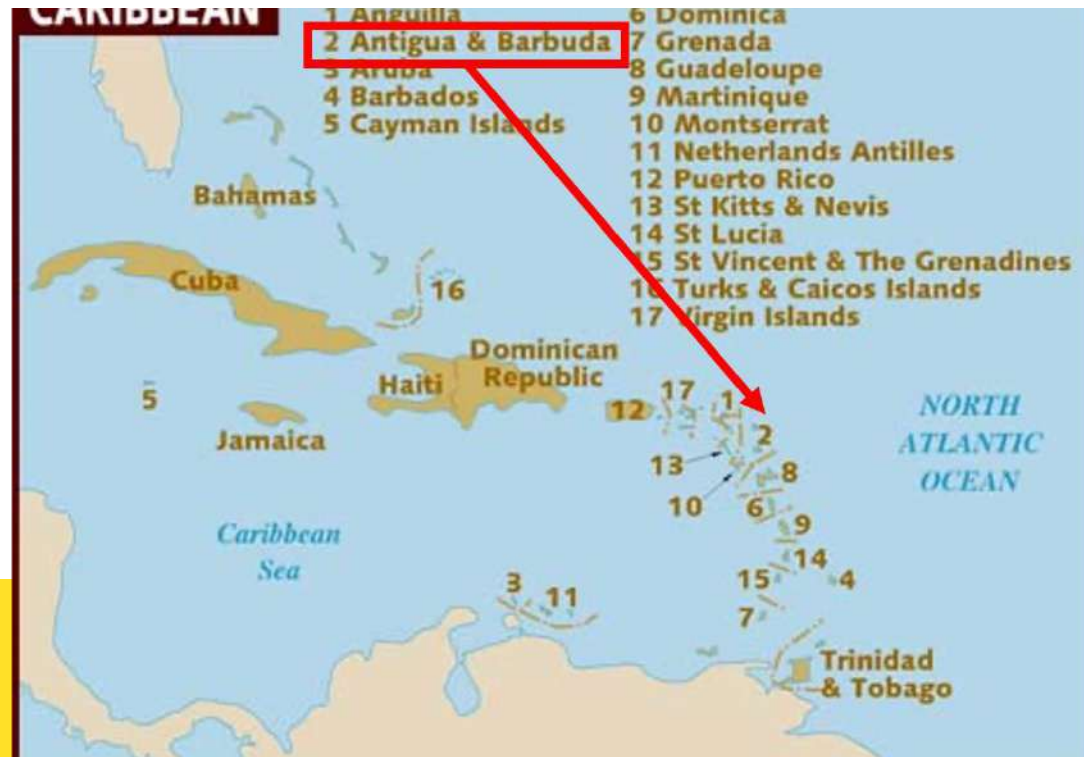 CARIBBEAN
1 Anguilla
2 Antigua & Barbuda
3 Aruba
4 Barbados
5 Cayman Islands
6 Dominica
7 Grenada
8 Guadeloupe
9 Martinique
10 Montserrat
11 Netherlands Antilles
12 Puerto Rico
13 St Kitts & Nevis
14 St Lucia
15 St Vincent & The Grenadines
16 Turks & Caicos Islands
17 Virgin Islands
Bahamas
Cuba
16
Dominican
Republic
Haiti
5
Jamaica
12
17
1
2
13
10
8
6
9
14
15
4
7
NORTH
ATLANTIC
OCEAN
Caribbean
Sea
3
11
Trinidad
& Tobago